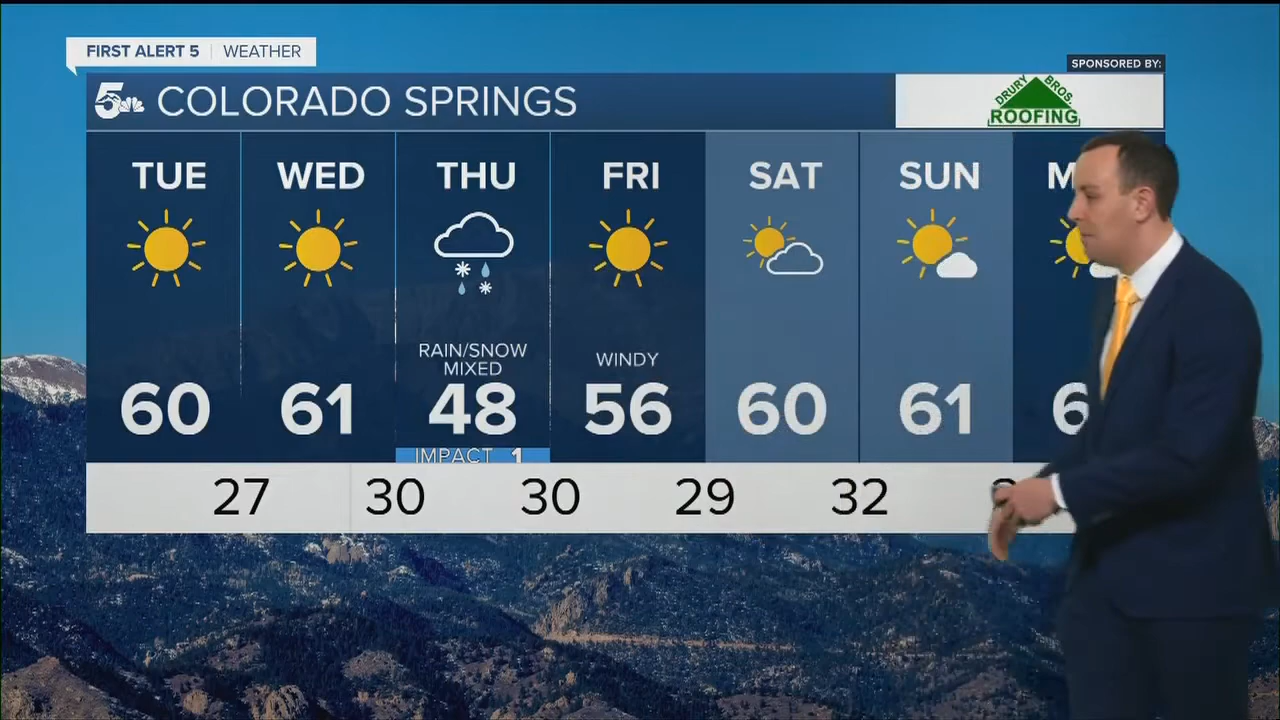 FIRST ALERT 5 | WEATHER
SPONSORED BY:
5 COLORADO SPRINGS
DRURY BROS.
ROOFING
TUE WED THU FRI SAT SUN
RAIN/SNOW
MIXED
WINDY
60 61 48 56 60 61
IMPACT 1
27 30 30 29 32